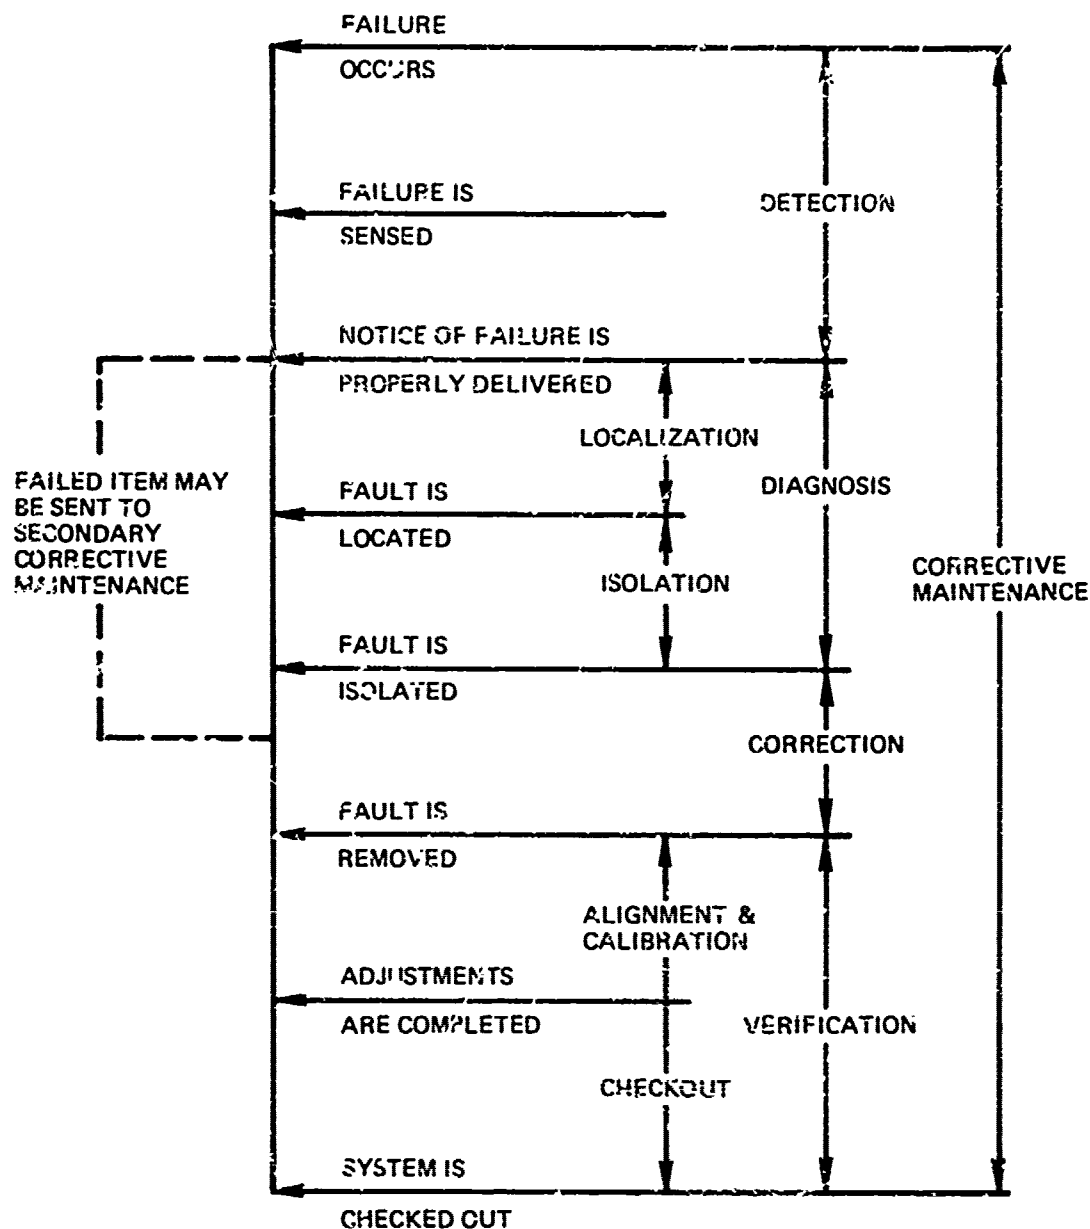 FAILURE
OCCURS
FAILURE IS
SENSED
DETECTION
NOTICE OF FAILURE IS
PROPERLY DELIVERED
LOCALIZATION
FAILED ITEM MAY
BE SENT TO
SECONDARY
CORRECTIVE
MAINTENANCE
FAULT IS
LOCATED
DIAGNOSIS
ISOLATION
CORRECTIVE
MAINTENANCE
FAULT IS
ISOLATED
CORRECTION
FAULT IS
REMOVED
ALIGNMENT &
CALIBRATION
ADJUSTMENTS
ARE COMPLETED
VERIFICATION
CHECKOUT
SYSTEM IS
CHECKED OUT